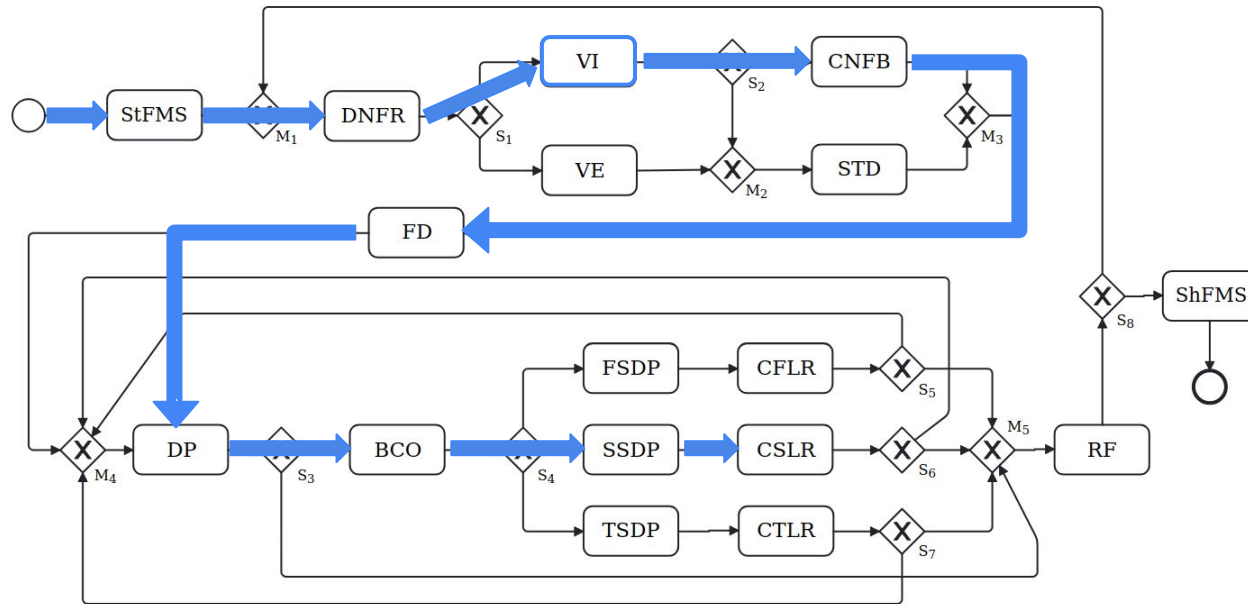 VI
CNFB
S2
StFMS
M1
DNFR
S1
M3
VE
M2
STD
FD
ShFMS
S8
FSDP
CFLR
S5
M4
DP
S3
BCO
S4
SSDP
CSLR
S6
M5
RF
TSDP
CTLR
S7